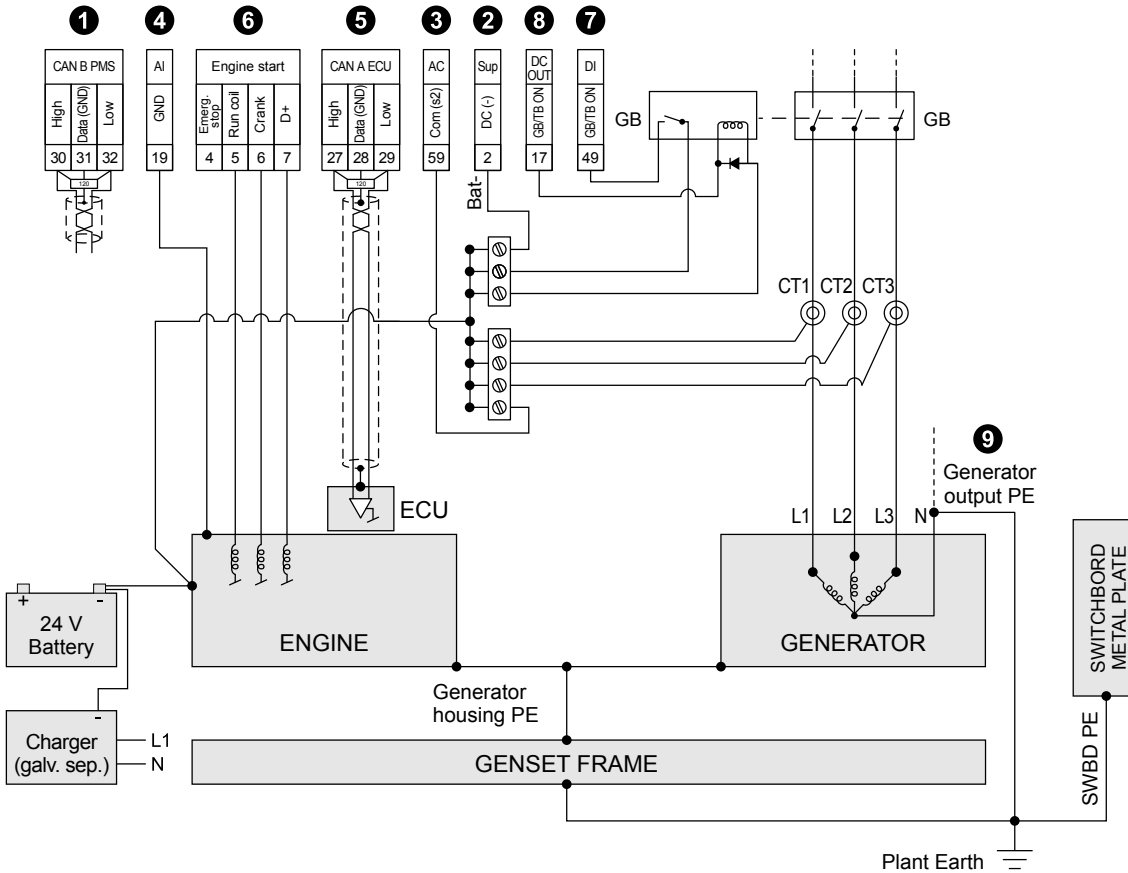 1 4 6 5 3 2 8 7
CAN B PMS
High
Data (GND)
Low
30 31 32
120
AI
GND
19
Engine start
Emerg. stop
Run coil
Crank
D+
4 5 6 7
CAN A ECU
High
Data (GND)
Low
27 28 29
120
AC
Com (s2)
59
Sup
DC (-)
2
DC
OUT
GB/TB ON
17
DI
GB/TB ON
49
GB
GB
Bat-
CT1 CT2 CT3
9
Generator
output PE
ECU
L1 L2 L3 N
+ -
24 V
Battery
ENGINE
GENERATOR
SWITCHBORD
METAL PLATE
Generator
housing PE
-
Charger
(galv. sep.)
L1
N
GENSET FRAME
SWBD PE
Plant Earth